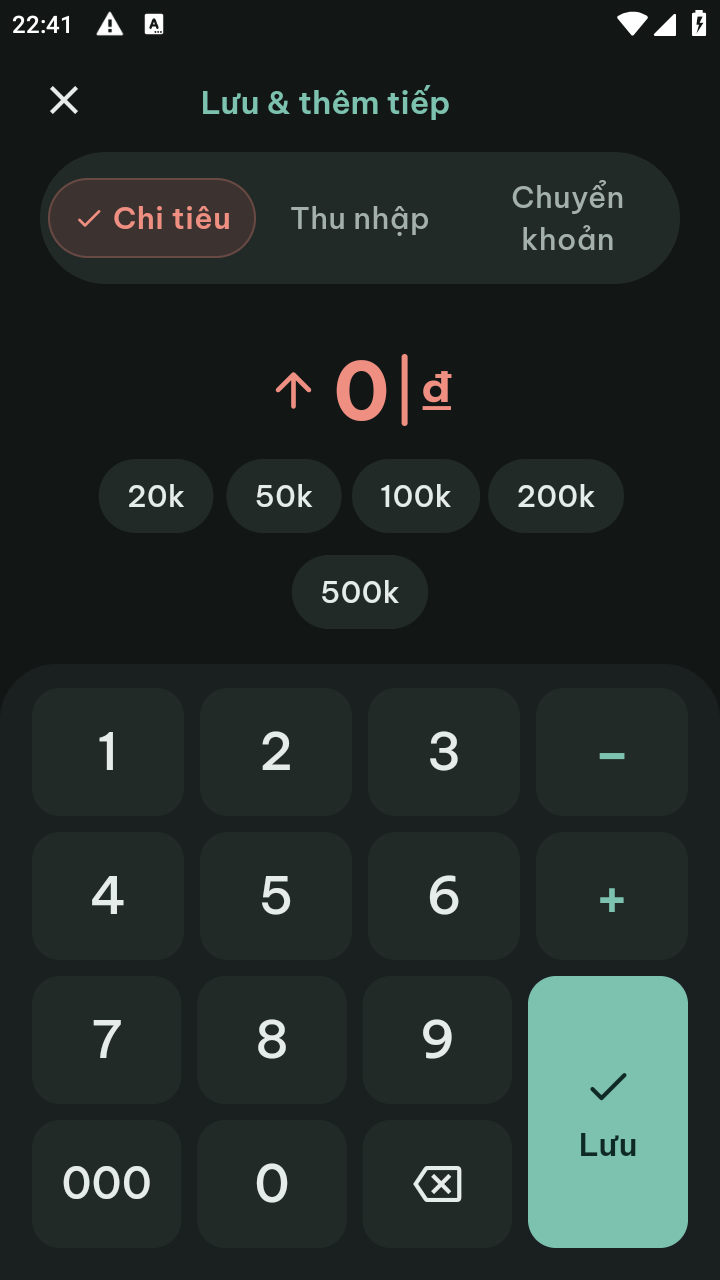 22:41
Lưu & thêm tiếp
Chi tiêu
Thu nhập
Chuyển
khoản
0 đ
20k
50k
100k
200k
500k
1
2
3
–
4
5
6
+
7
8
9
000
0
Lưu